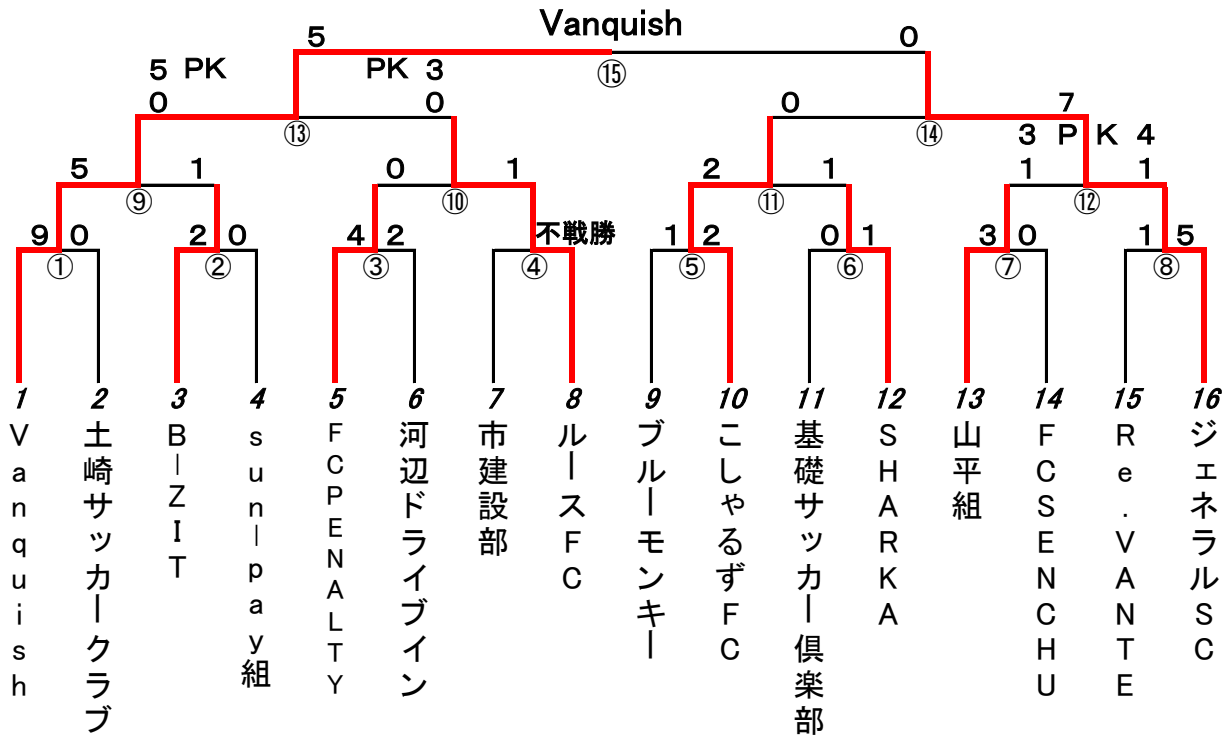 Vanquish
5 0
5 PK PK 3 ⑮
0 0 0 7
⑬ ⑭
3 P K 4
5 1 0 1 2 1 1 1
⑨ ⑩ ⑪ ⑫
不戦勝
9 0 2 0 4 2 1 2 0 1 3 0 1 5
① ② ③ ④ ⑤ ⑥ ⑦ ⑧
1 2 3 4 5 6 7 8 9 10 11 12 13 14 15 16
Vanquish
土崎サッカークラブ
B-ZIT
sun-pay組
FCPENALTY
河辺ドライブイン
市建設部
ルースFC
ブルーモンキー
こしゃるずFC
基礎サッカー倶楽部
SHARKA
山平組
FCSENCHU
Re.VANTE
ジェネラルSC